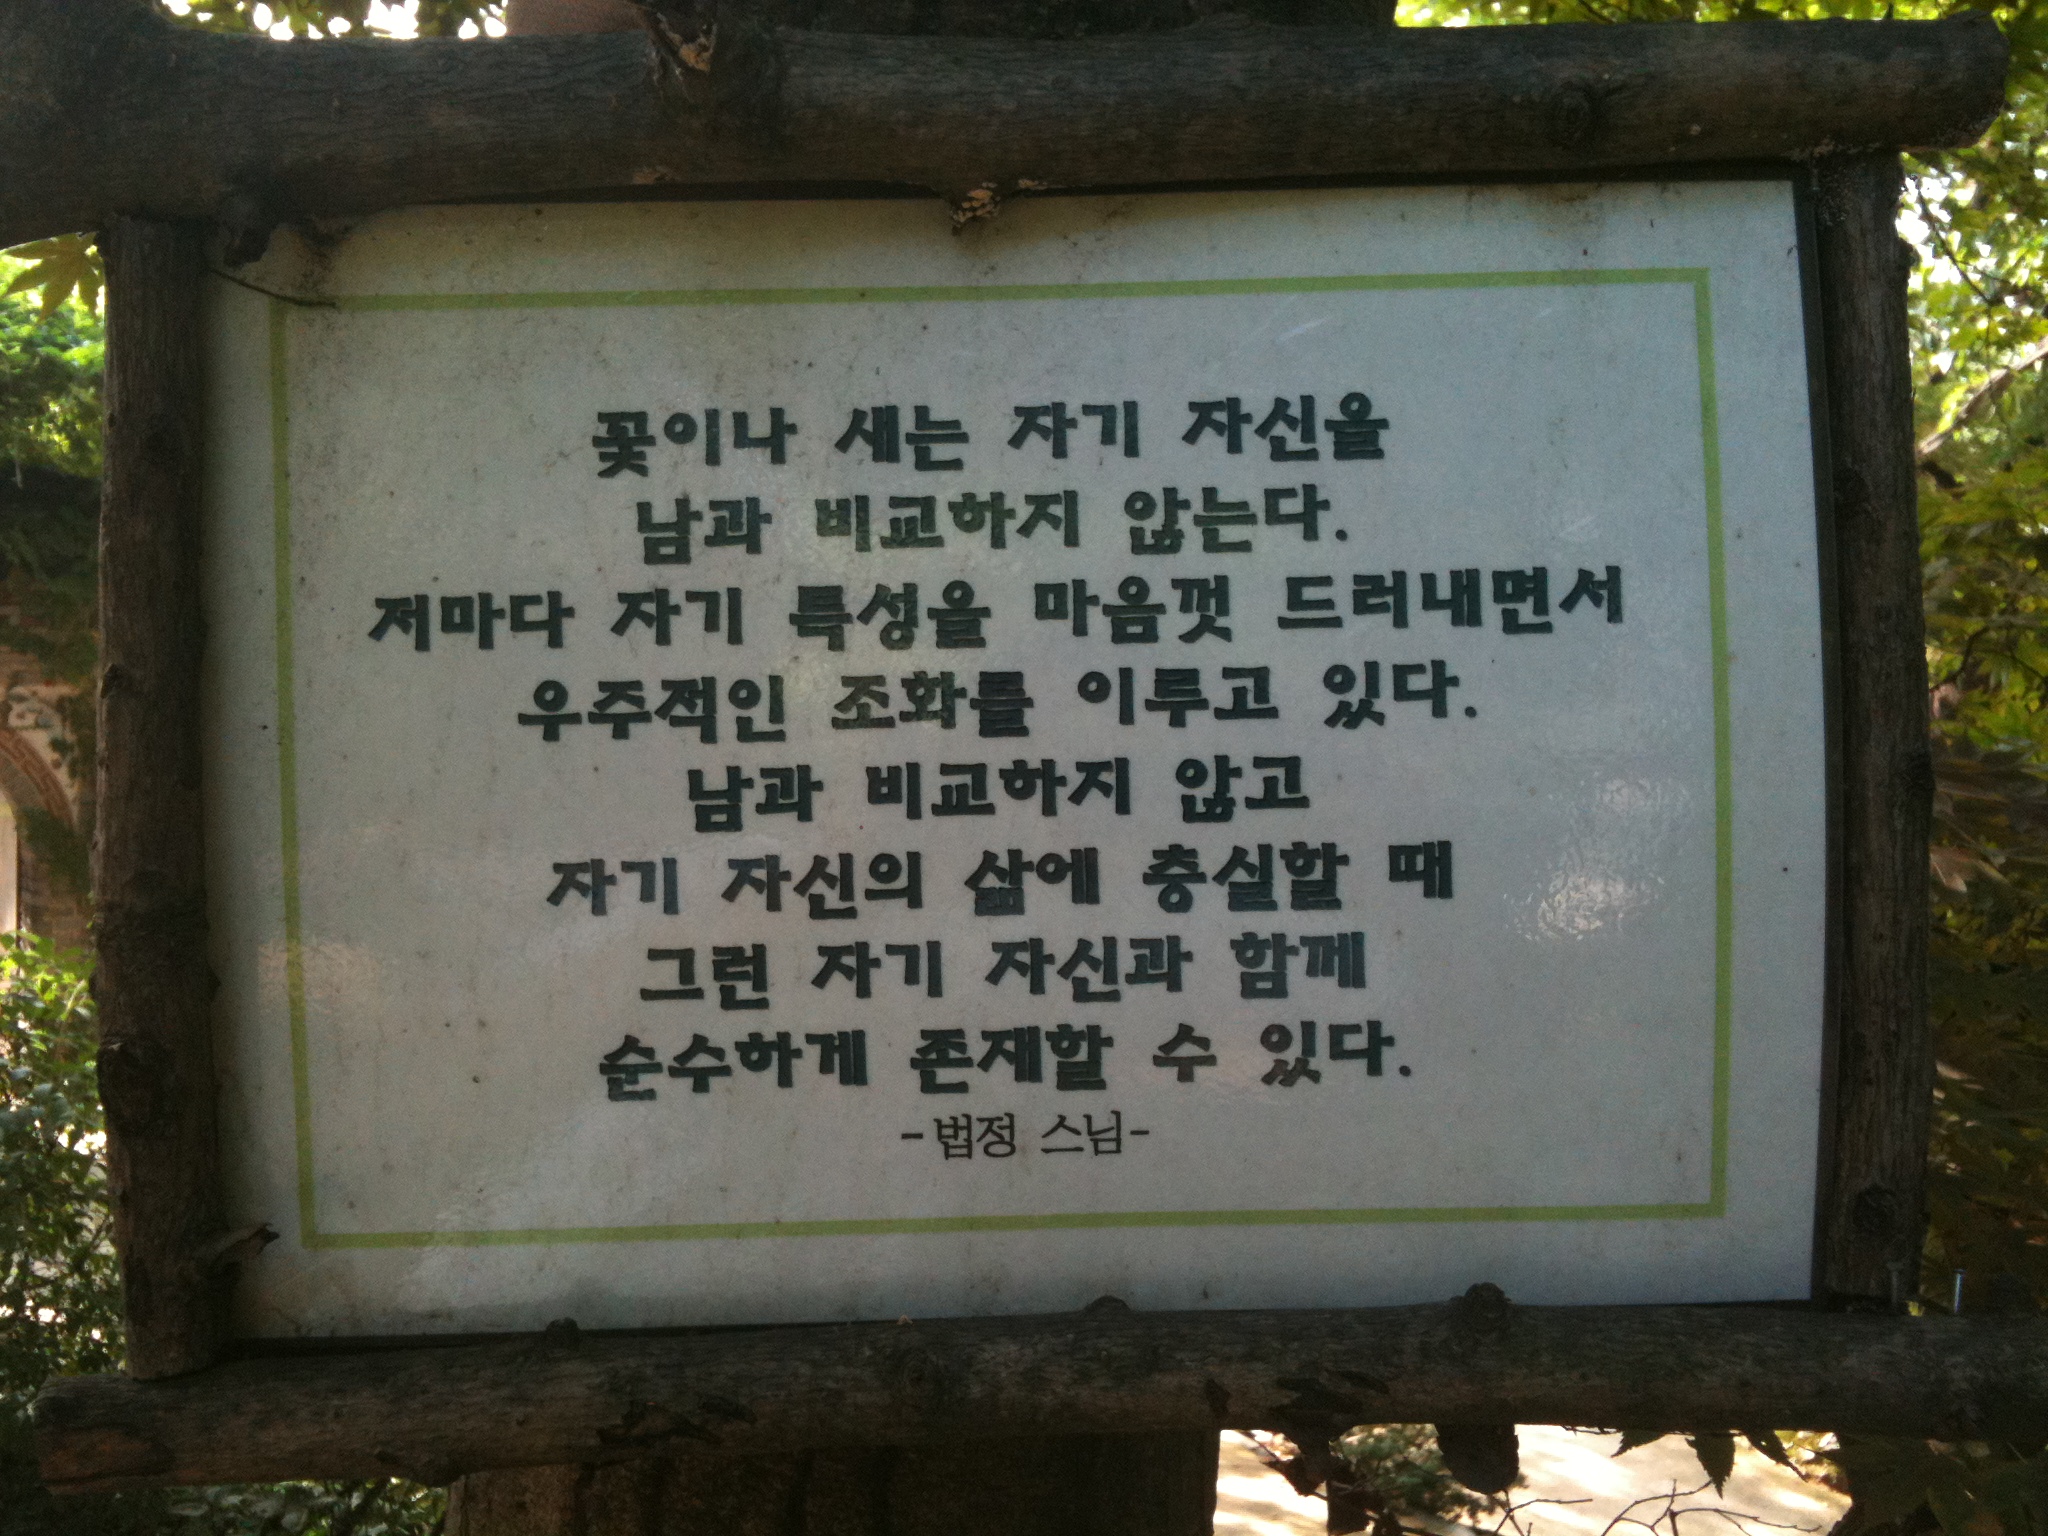 꽃이나 새는 자기 자신을
남과 비교하지 않는다.
저마다 자기 특성을 마음껏 드러내면서
우주적인 조화를 이루고 있다.
남과 비교하지 않고
자기 자신의 삶에 충실할 때
그런 자기 자신과 함께
순수하게 존재할 수 있다.
-법정 스님-